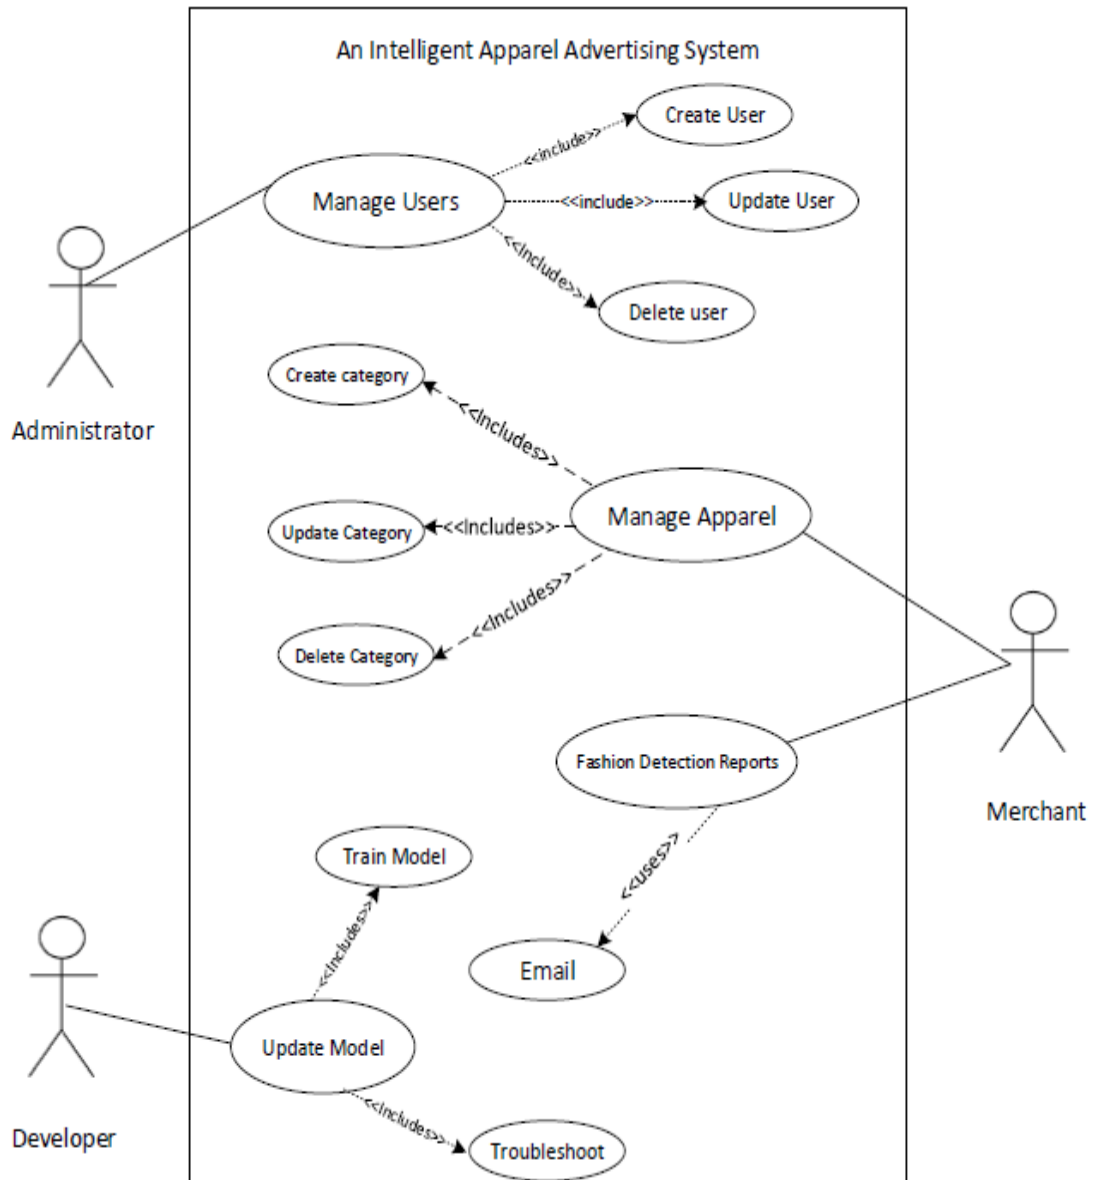 An Intelligent Apparel Advertising System
Create User
<<include>>
Manage Users
<<include>>
Update User
<<Include>>
Delete user
Administrator
Create category
<<Includes>>
Manage Apparel
Update Category
<<Includes>>
<<Includes>>
Delete Category
Fashion Detection Reports
Merchant
Train Model
<<uses>>
<<Includes>>
Email
Update Model
Developer
<<Includes>>
Troubleshoot